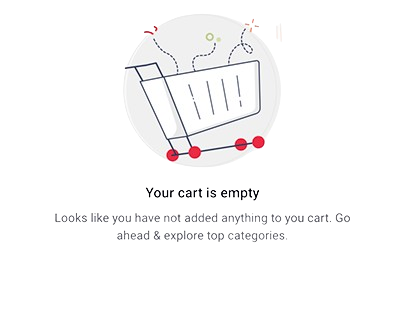 Your cart is empty
Looks like you have not added anything to you cart. Go
ahead & explore top categories.